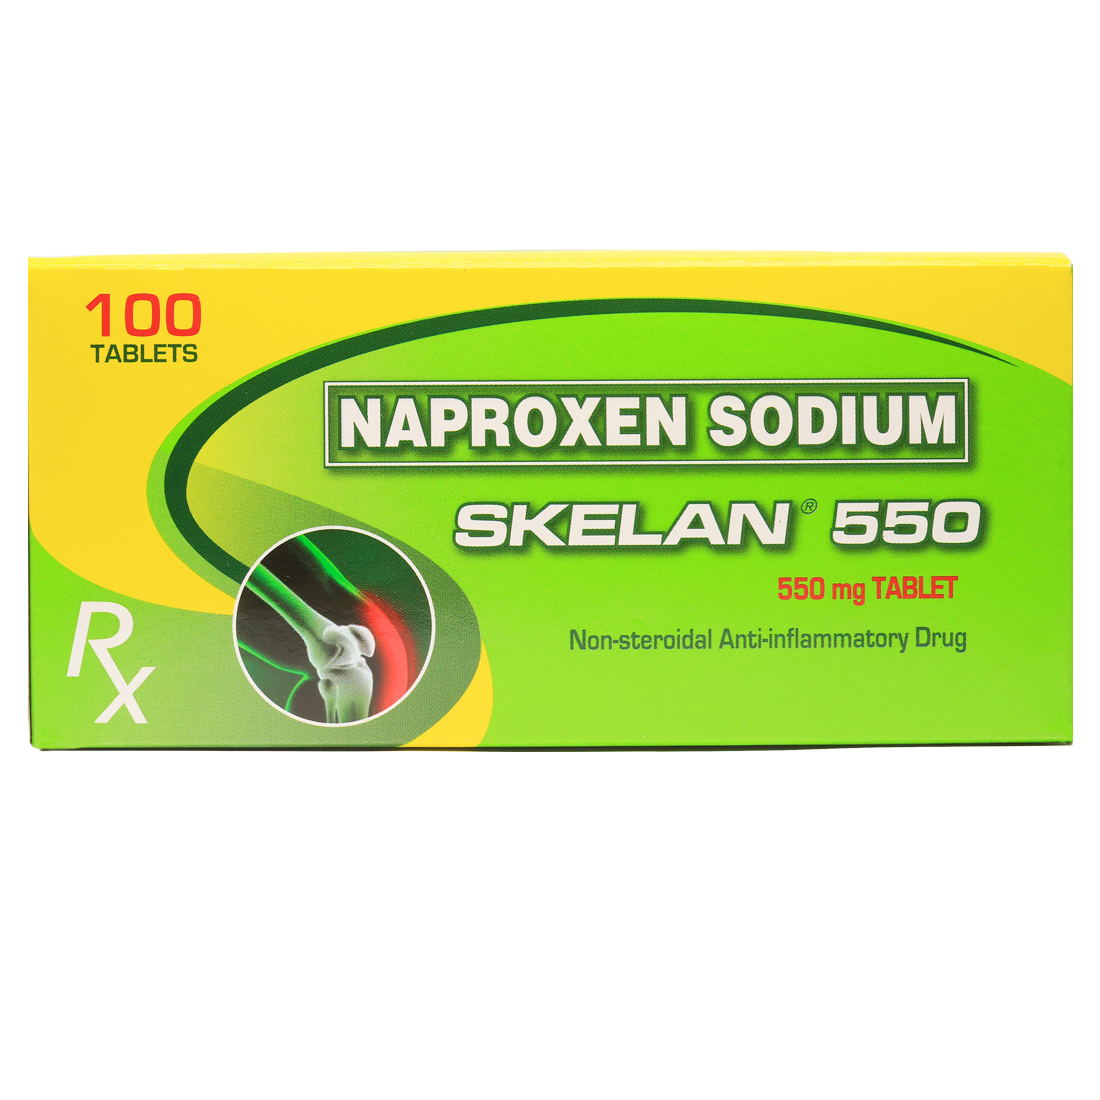 100
TABLETS
NAPROXEN SODIUM
SKELAN® 550
550 mg TABLET
Non-steroidal Anti-inflammatory Drug
Rx